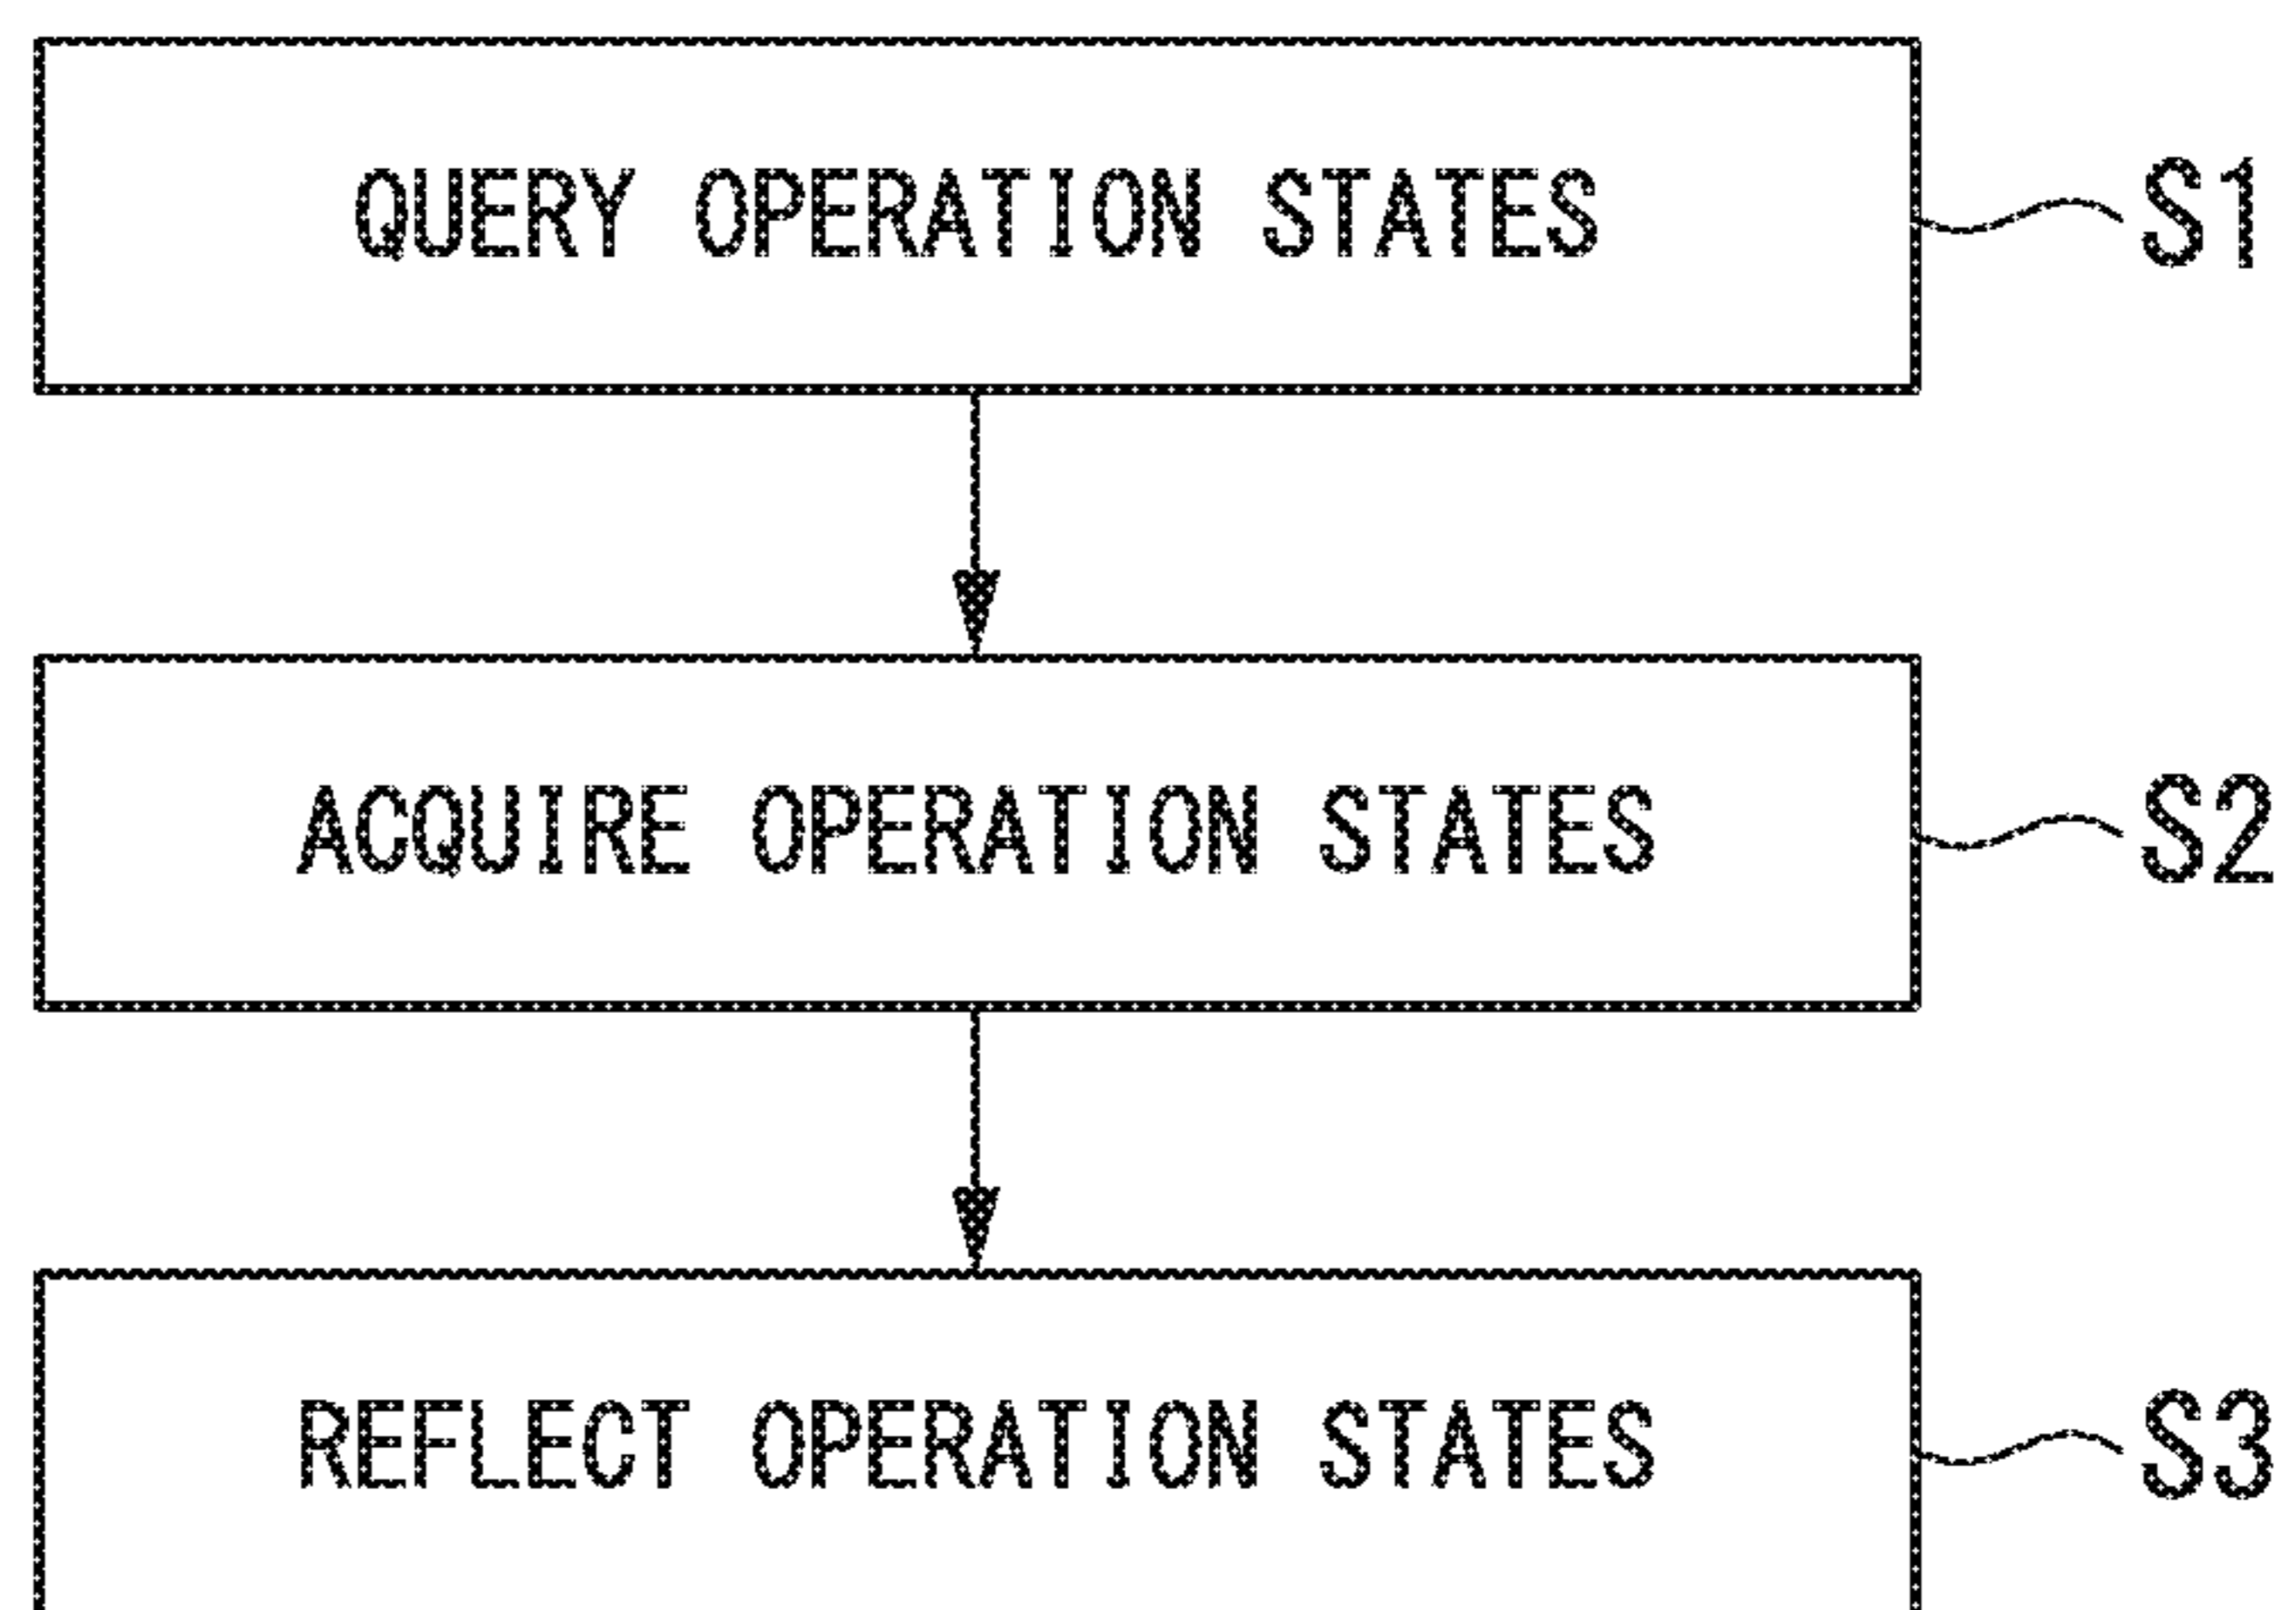 QUERY OPERATION STATES S1
ACQUIRE OPERATION STATES S2
REFLECT OPERATION STATES S3